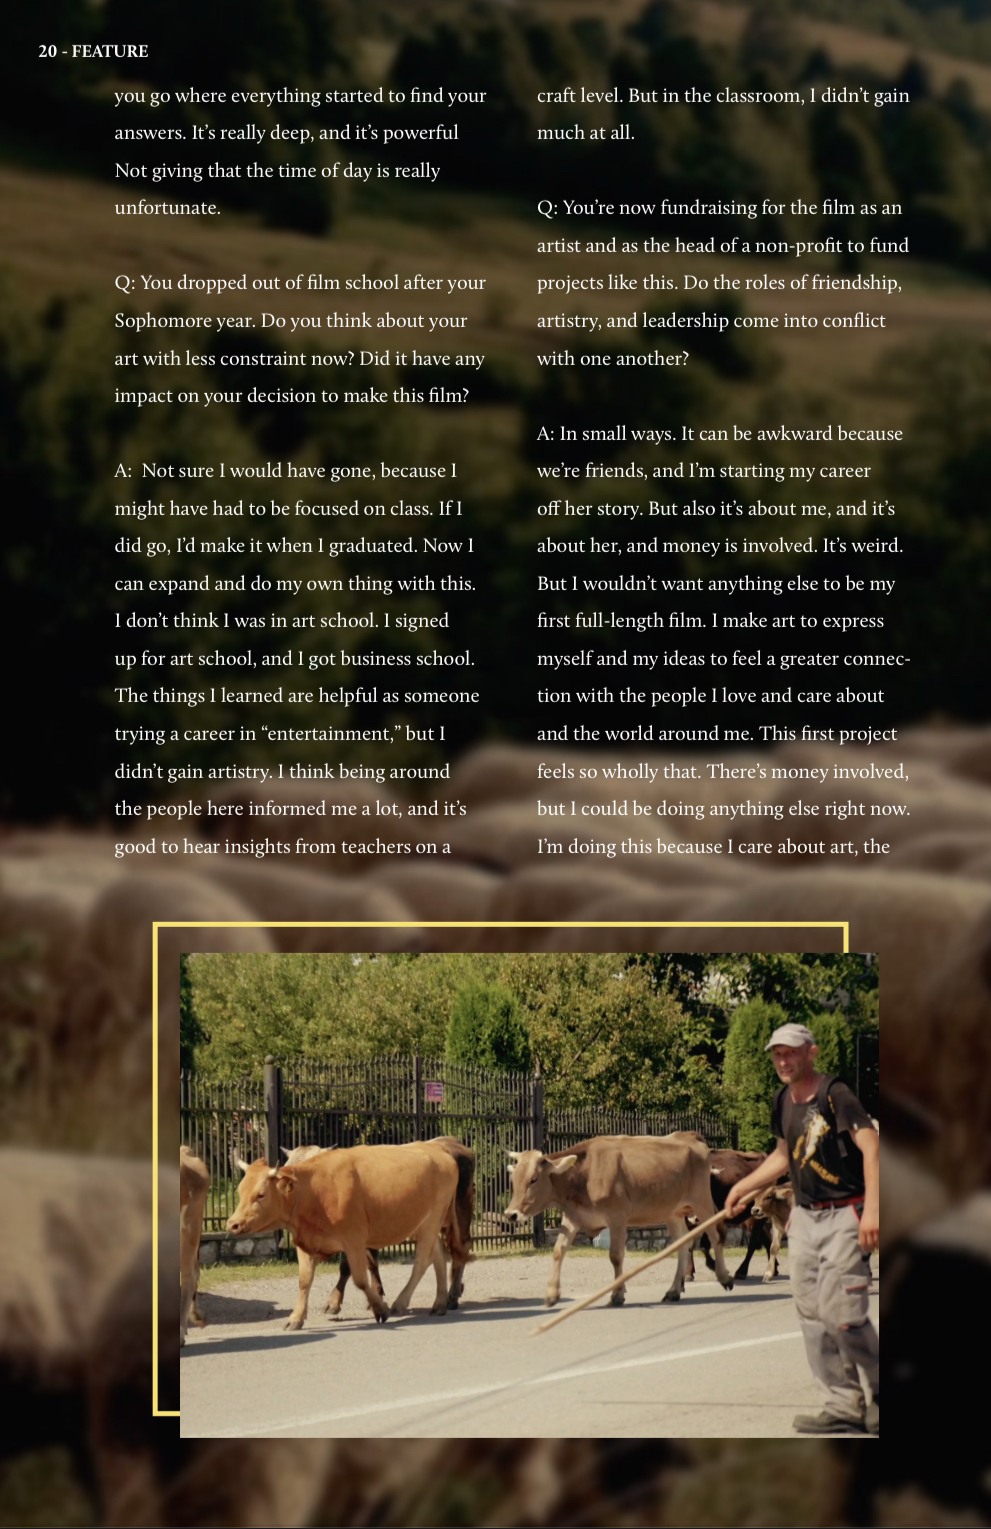 20 - FEATURE
you go where everything started to find your
answers. It’s really deep, and it’s powerful
Not giving that the time of day is really
unfortunate.
Q: You dropped out of film school after your
Sophomore year. Do you think about your
art with less constraint now? Did it have any
impact on your decision to make this film?
A:  Not sure I would have gone, because I
might have had to be focused on class. If I
did go, I’d make it when I graduated. Now I
can expand and do my own thing with this.
I don’t think I was in art school. I signed
up for art school, and I got business school.
The things I learned are helpful as someone
trying a career in “entertainment,” but I
didn’t gain artistry. I think being around
the people here informed me a lot, and it’s
good to hear insights from teachers on a
craft level. But in the classroom, I didn’t gain
much at all.
Q: You’re now fundraising for the film as an
artist and as the head of a non-profit to fund
projects like this. Do the roles of friendship,
artistry, and leadership come into conflict
with one another?
A: In small ways. It can be awkward because
we’re friends, and I’m starting my career
off her story. But also it’s about me, and it’s
about her, and money is involved. It’s weird.
But I wouldn’t want anything else to be my
first full-length film. I make art to express
myself and my ideas to feel a greater connec-
tion with the people I love and care about
and the world around me. This first project
feels so wholly that. There’s money involved,
but I could be doing anything else right now.
I’m doing this because I care about art, the